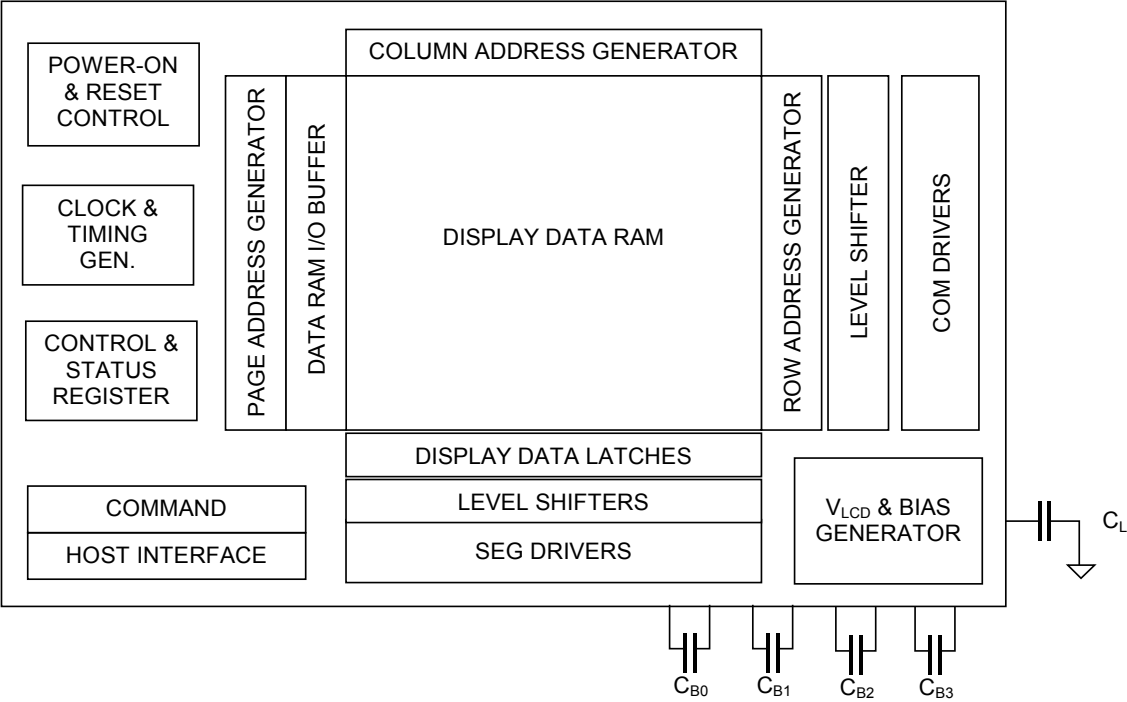 COLUMN ADDRESS GENERATOR
POWER-ON
& RESET
CONTROL
CLOCK &
TIMING
GEN.
CONTROL &
STATUS
REGISTER
PAGE ADDRESS GENERATOR
DATA RAM I/O BUFFER
DISPLAY DATA RAM
ROW ADDRESS GENERATOR
LEVEL SHIFTER
COM DRIVERS
DISPLAY DATA LATCHES
LEVEL SHIFTERS
SEG DRIVERS
COMMAND
HOST INTERFACE
VLCD & BIAS
GENERATOR
CL
CB0
CB1
CB2
CB3